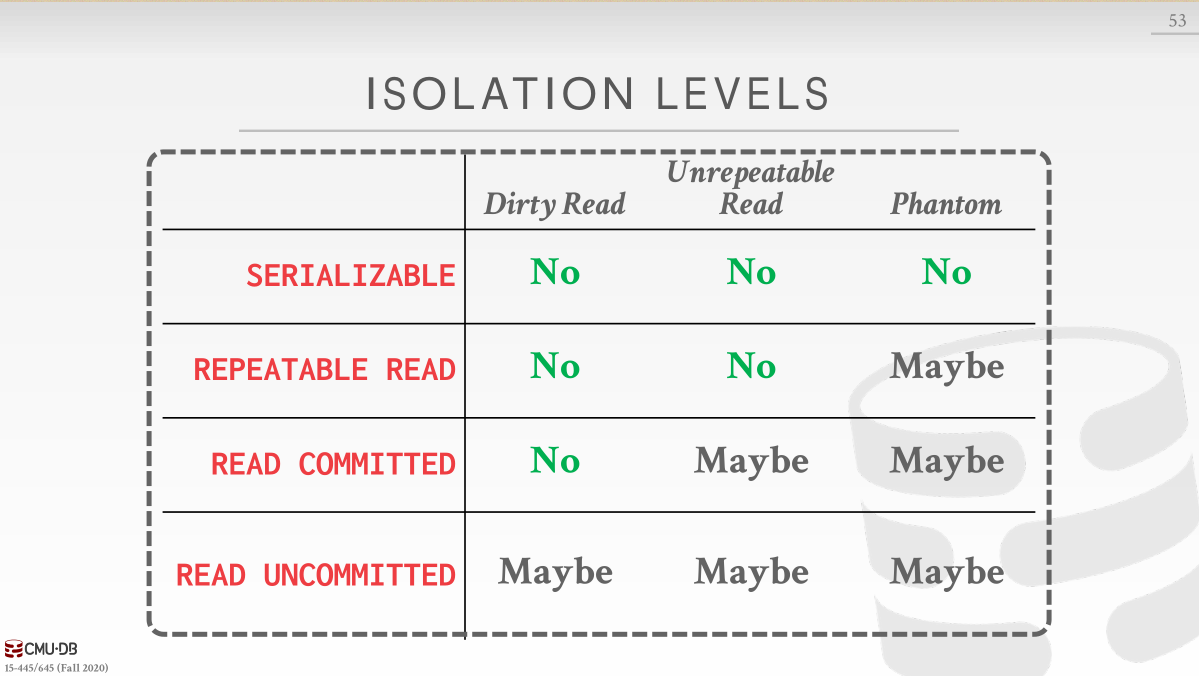 53
ISOLATION LEVELS
Unrepeatable
Dirty Read Read Phantom
SERIALIZABLE No No No
REPEATABLE READ No No Maybe
READ COMMITTED No Maybe Maybe
READ UNCOMMITTED Maybe Maybe Maybe
CMU·DB
15-445/645 (Fall 2020)